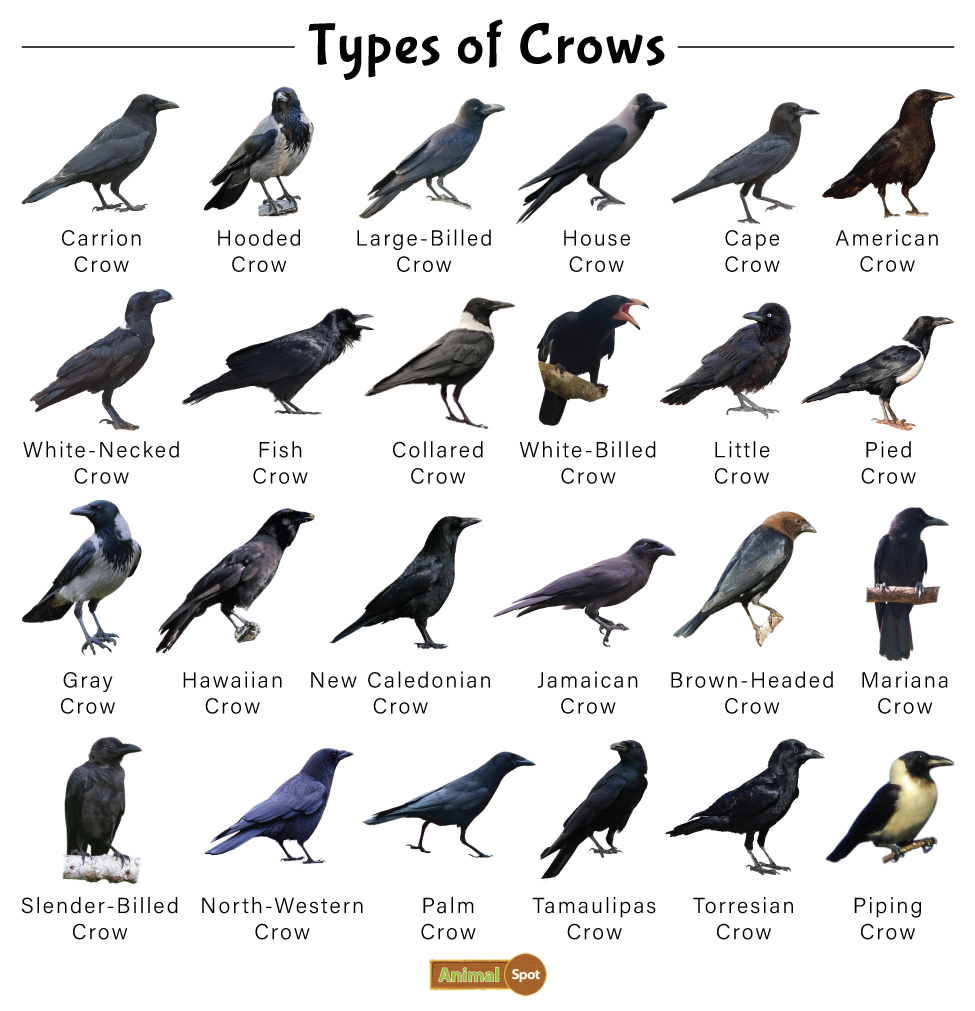 Types of Crows
Carrion
Crow
Hooded
Crow
Large-Billed
Crow
House
Crow
Cape
Crow
American
Crow
White-Necked
Crow
Fish
Crow
Collared
Crow
White-Billed
Crow
Little
Crow
Pied
Crow
Gray
Crow
Hawaiian
Crow
New Caledonian
Crow
Jamaican
Crow
Brown-Headed
Crow
Mariana
Crow
Slender-Billed
Crow
North-Western
Crow
Palm
Crow
Tamaulipas
Crow
Torresian
Crow
Piping
Crow
Animal Spot